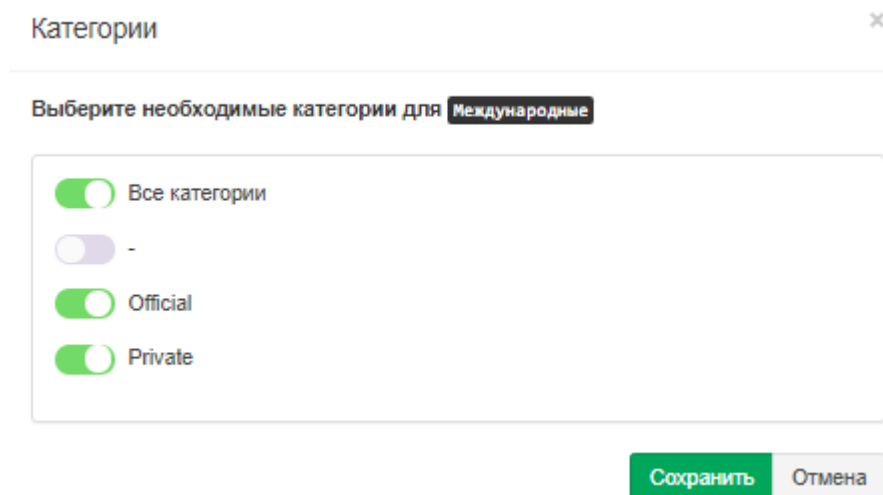 Категории
×
Выберите необходимые категории для Международные
Все категории
-
Official
Private
Сохранить Отмена